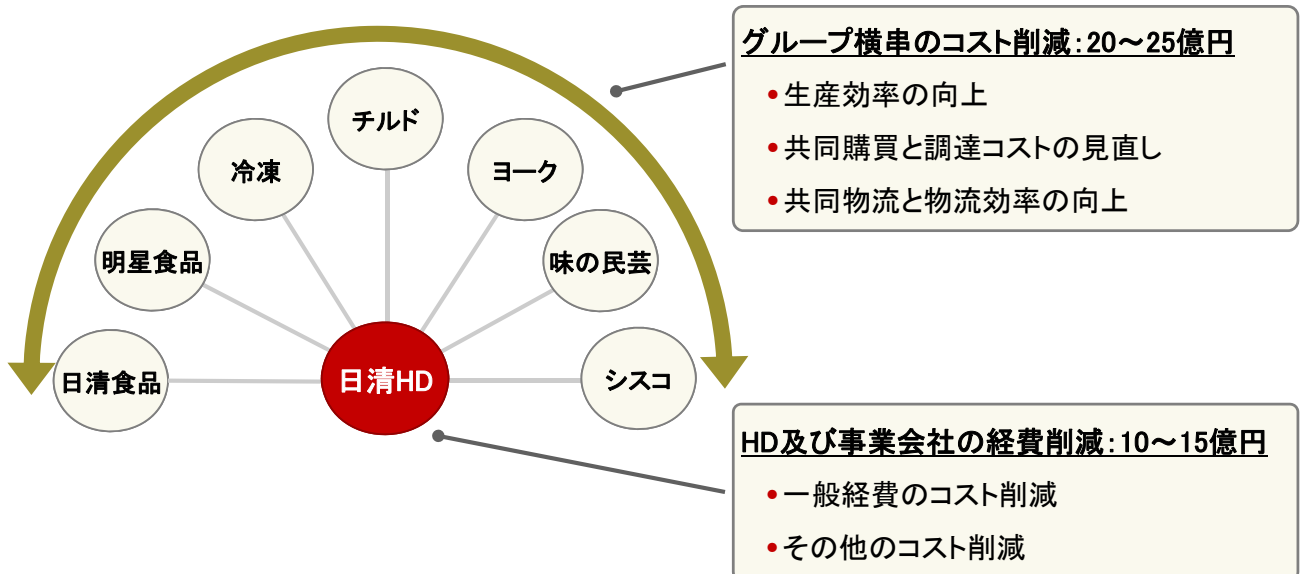 グループ横串のコスト削減:20～25億円
•生産効率の向上
•共同購買と調達コストの見直し
•共同物流と物流効率の向上
チルド
冷凍
ヨーク
明星食品
味の民芸
日清食品
日清HD
シスコ
HD及び事業会社の経費削減:10～15億円
•一般経費のコスト削減
•その他のコスト削減